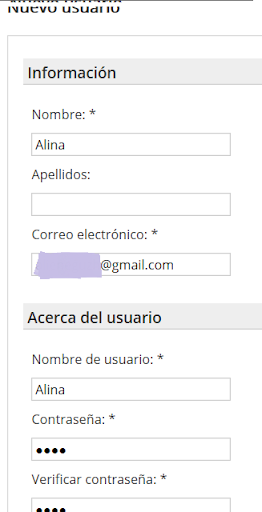 Nuevo usuario
Información
Nombre: *
Alina
Apellidos:
Correo electrónico: *
@gmail.com
Acerca del usuario
Nombre de usuario: *
Alina
Contraseña: *
••••
Verificar contraseña: *
••••